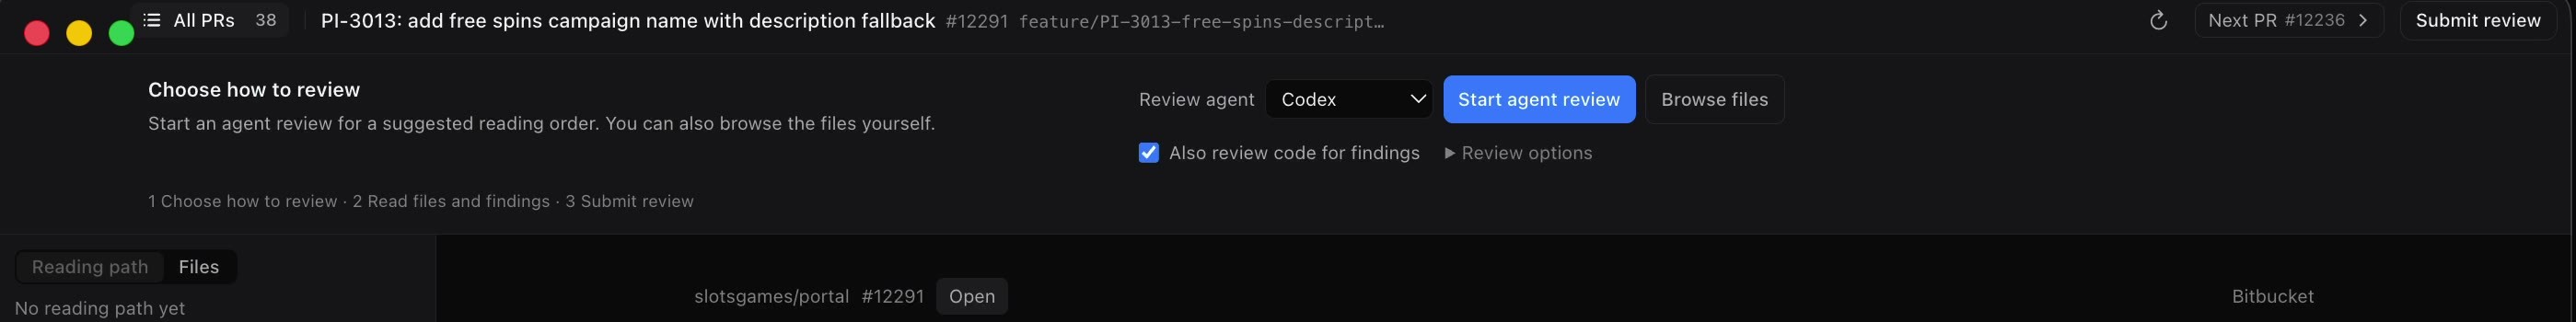 All PRs 38 PI-3013: add free spins campaign name with description fallback #12291 feature/PI-3013-free-spins-descript… Next PR #12236 Submit review
Choose how to review
Start an agent review for a suggested reading order. You can also browse the files yourself.
Review agent Codex Start agent review Browse files
Also review code for findings Review options
1 Choose how to review · 2 Read files and findings · 3 Submit review
Reading path Files
No reading path yet
slotsgames/portal #12291 Open Bitbucket